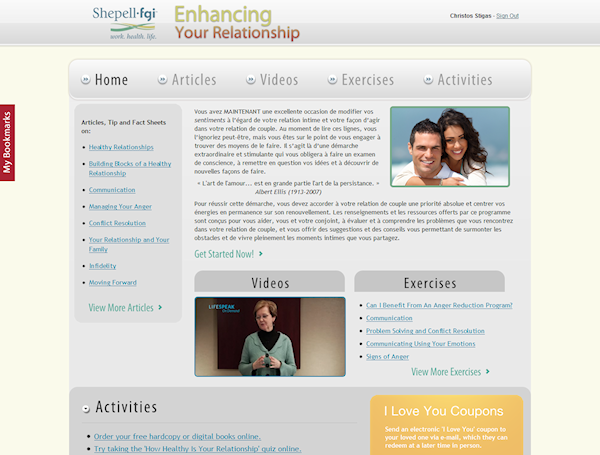 Shepell·fgi
work. health. life.
Enhancing
Your Relationship
Christos Stigas - Sign Out
My Bookmarks
Home
Articles
Videos
Exercises
Activities
Articles, Tip and Fact Sheets
on:
Healthy Relationships
Building Blocks of a Healthy
Relationship
Communication
Managing Your Anger
Conflict Resolution
Your Relationship and Your
Family
Infidelity
Moving Forward
View More Articles
Vous avez MAINTENANT une excellente occasion de modifier vos
sentiments à l'égard de votre relation intime et votre façon d'agir
dans votre relation de couple. Au moment de lire ces lignes, vous
l'ignoriez peut-être, mais vous êtes sur le point de vous engager à
trouver des moyens de le faire. Il s'agit là d'une démarche
extraordinaire et stimulante qui vous obligera à faire un examen
de conscience, à remettre en question vos idées et à découvrir de
nouvelles façons de faire.
« L'art de l'amour... est en grande partie l'art de la persistance. »
Albert Ellis (1913-2007)
Pour réussir cette démarche, vous devez accorder à votre relation de couple une priorité absolue et centrer vos
énergies en permanence sur son renouvellement. Les renseignements et les ressources offerts par ce programme
sont conçus pour vous aider, vous et votre conjoint, à évaluer et à comprendre les problèmes que vous rencontrez
dans votre relation de couple, et vous offrir des suggestions et des conseils vous permettant de surmonter les
obstacles et de vivre pleinement les moments intimes que vous partagez.
Get Started Now!
Videos
LIFESPEAK
Exercises
Can I Benefit From An Anger Reduction Program?
Communication
Problem Solving and Conflict Resolution
Communicating Using Your Emotions
Signs of Anger
View More Exercises
Activities
Order your free hardcopy or digital books online.
Try taking the 'How Healthy Is Your Relationship' quiz online.
I Love You Coupons
Send an electronic 'I Love You' coupon to
your loved one via e-mail, which they can
redeem at a later time in person.